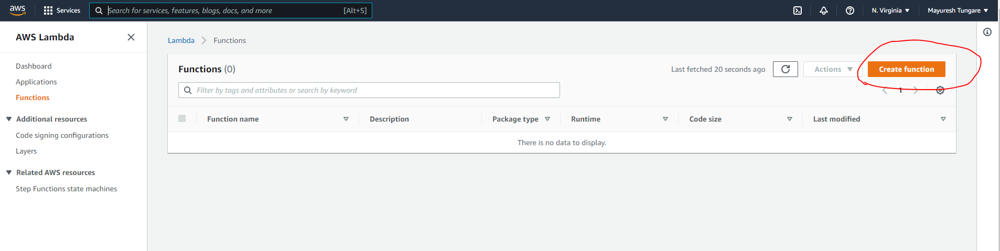 aws Services Search for services, features, blogs, docs, and more [Alt+S] N. Virginia Mayuresh Tungare
AWS Lambda
Dashboard
Applications
Functions
Additional resources
Code signing configurations
Layers
Related AWS resources
Step Functions state machines
Lambda Functions
Functions (0) Last fetched 20 seconds ago Actions Create function
Filter by tags and attributes or search by keyword 1
Function name Description Package type Runtime Code size Last modified
There is no data to display.